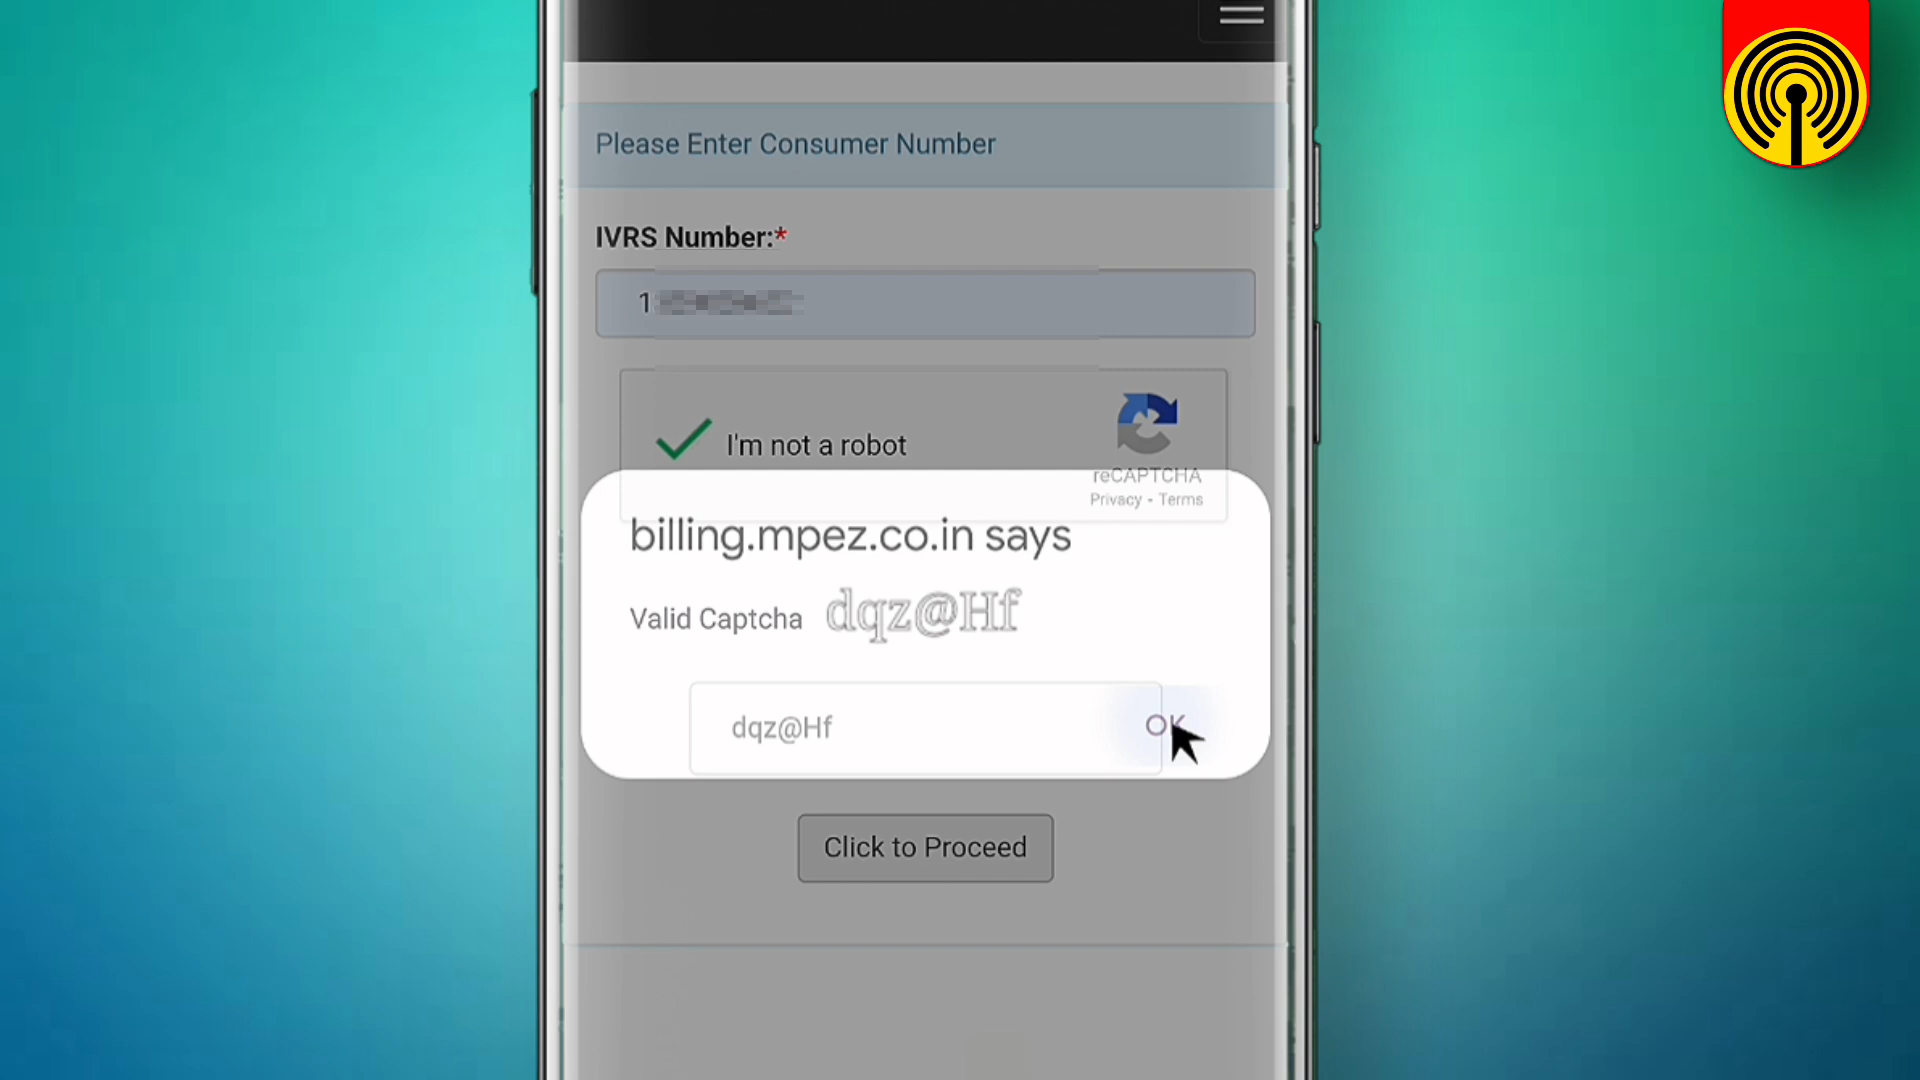 Please Enter Consumer Number
IVRS Number:*
1
I'm not a robot
reCAPTCHA
Privacy - Terms
billing.mpez.co.in says
Valid Captcha dqz@Hf
dqz@Hf OK
Click to Proceed